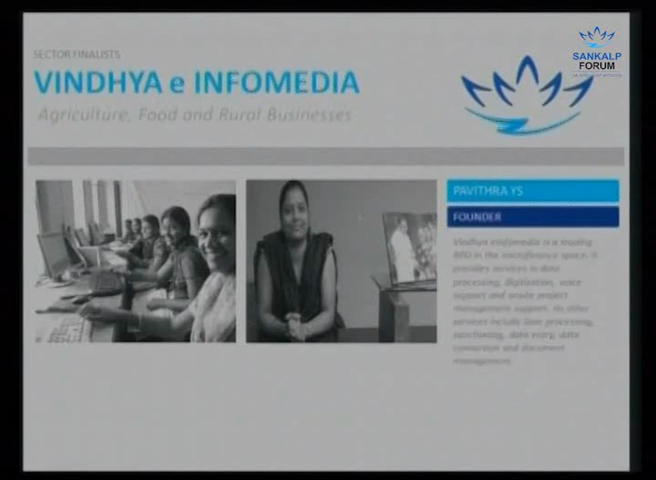 SECTOR FINALISTS
VINDHYA e INFOMEDIA
Agriculture, Food and Rural Businesses
SANKALP
FORUM
PAVITHRA YS
FOUNDER
Vindhya einfomedia is a leading
BPO in the microfinance space. It
provides services in data
processing, digitization, voice
support and onsite project
management support. Its other
services include loan processing,
sanctioning, data entry, data
conversion and document
management.